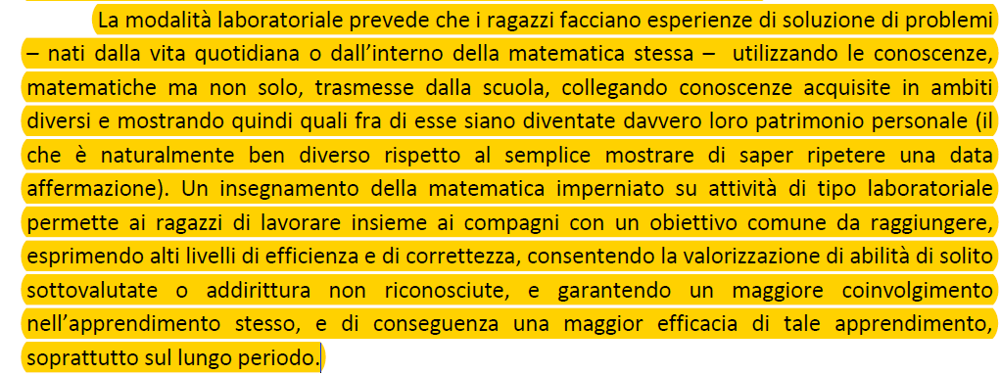 La modalità laboratoriale prevede che i ragazzi facciano esperienze di soluzione di problemi
– nati dalla vita quotidiana o dall'interno della matematica stessa – utilizzando le conoscenze,
matematiche ma non solo, trasmesse dalla scuola, collegando conoscenze acquisite in ambiti
diversi e mostrando quindi quali fra di esse siano diventate davvero loro patrimonio personale (il
che è naturalmente ben diverso rispetto al semplice mostrare di saper ripetere una data
affermazione). Un insegnamento della matematica imperniato su attività di tipo laboratoriale
permette ai ragazzi di lavorare insieme ai compagni con un obiettivo comune da raggiungere,
esprimendo alti livelli di efficienza e di correttezza, consentendo la valorizzazione di abilità di solito
sottovalutate o addirittura non riconosciute, e garantendo un maggiore coinvolgimento
nell'apprendimento stesso, e di conseguenza una maggior efficacia di tale apprendimento,
soprattutto sul lungo periodo.